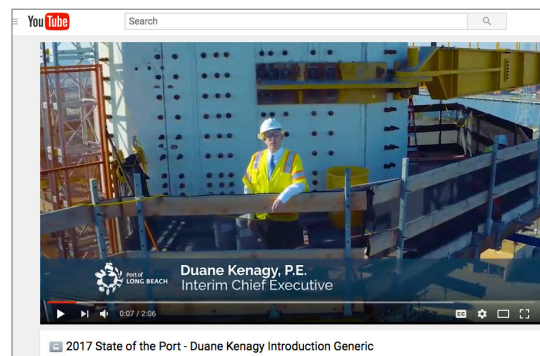 YouTube
Search
Port of
LONG BEACH
Duane Kenagy, P.E.
Interim Chief Executive
0:07 / 2:06
CC
2017 State of the Port - Duane Kenagy Introduction Generic